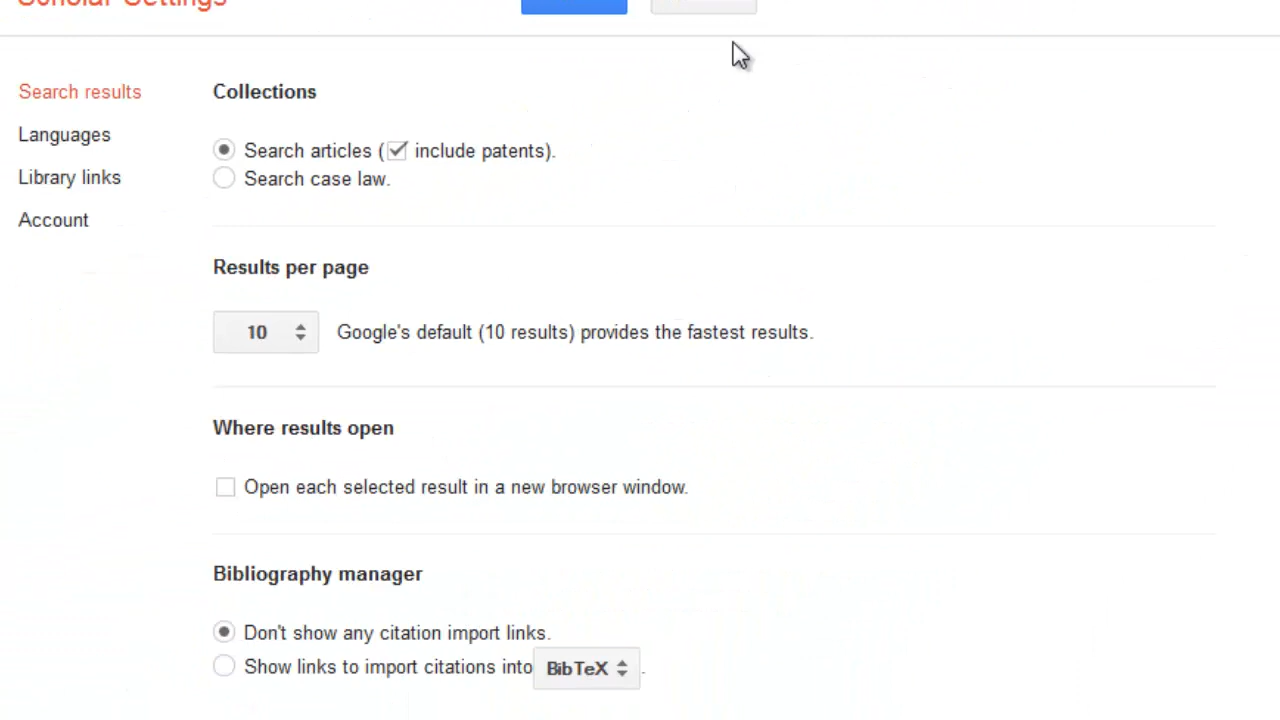 Scholar Settings
Search results
Languages
Library links
Account
Collections
Search articles (include patents).
Search case law.
Results per page
10 Google's default (10 results) provides the fastest results.
Where results open
Open each selected result in a new browser window.
Bibliography manager
Don't show any citation import links.
Show links to import citations into BibTeX .